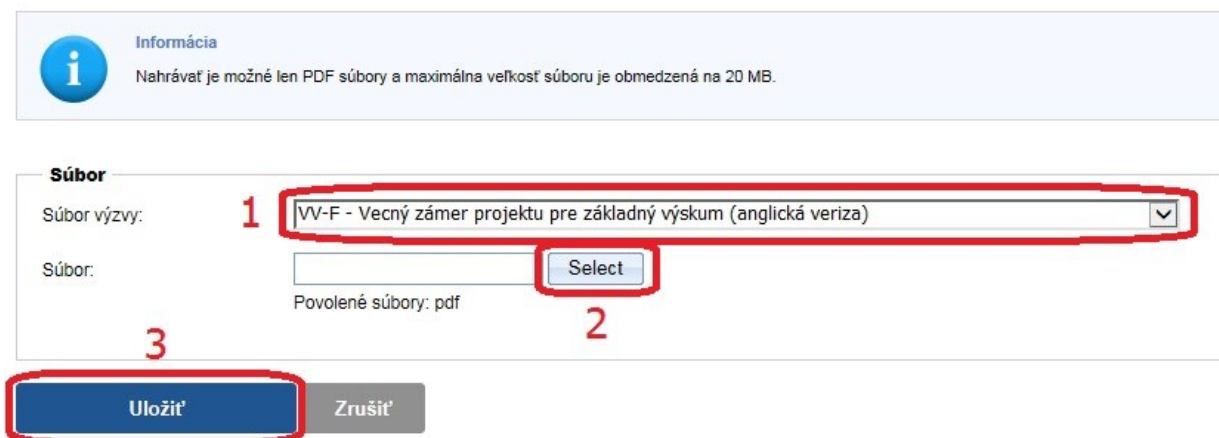 Informácia
Nahrávať je možné len PDF súbory a maximálna veľkosť súboru je obmedzená na 20 MB.
Súbor
Súbor výzvy:
1
VV-F - Vecný zámer projektu pre základný výskum (anglická veriza)
Súbor:
Select
Povolené súbory: pdf
2
3
Uložiť
Zrušiť